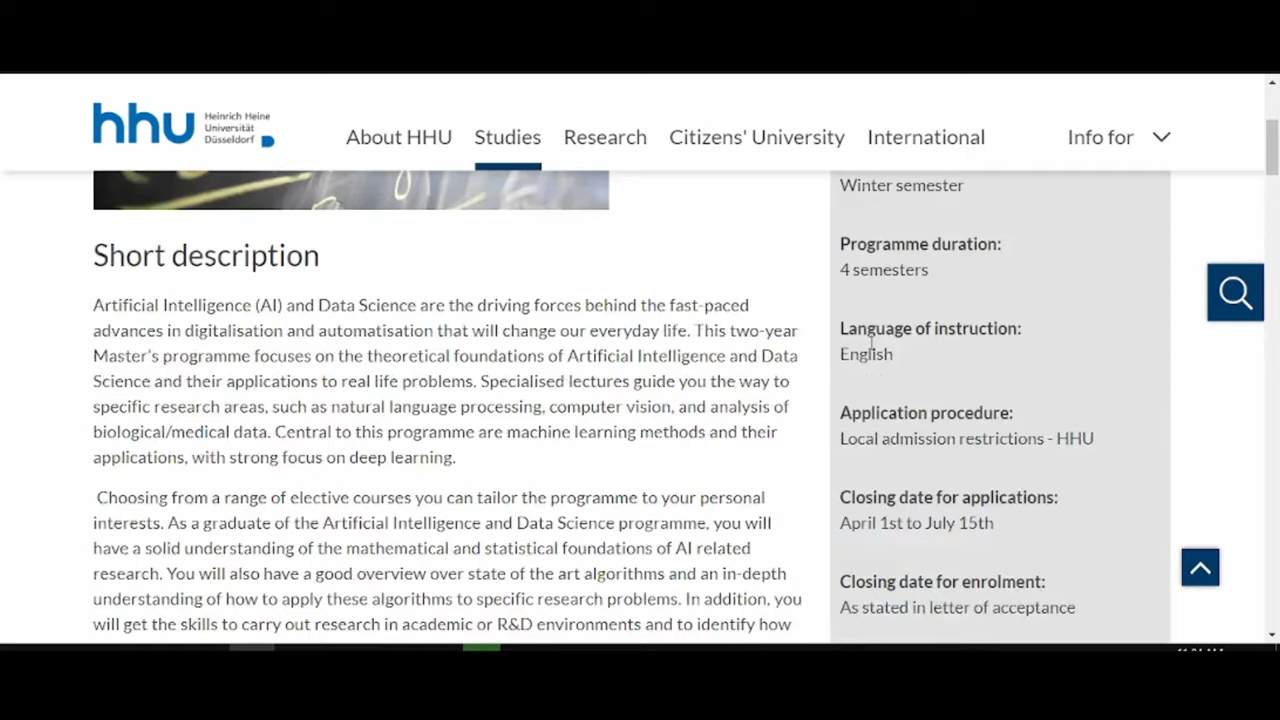 hhu Heinrich Heine
Universität
Düsseldorf
About HHU Studies Research Citizens' University International Info for
Short description
Artificial Intelligence (AI) and Data Science are the driving forces behind the fast-paced
advances in digitalisation and automatisation that will change our everyday life. This two-year
Master's programme focuses on the theoretical foundations of Artificial Intelligence and Data
Science and their applications to real life problems. Specialised lectures guide you the way to
specific research areas, such as natural language processing, computer vision, and analysis of
biological/medical data. Central to this programme are machine learning methods and their
applications, with strong focus on deep learning.
Choosing from a range of elective courses you can tailor the programme to your personal
interests. As a graduate of the Artificial Intelligence and Data Science programme, you will
have a solid understanding of the mathematical and statistical foundations of AI related
research. You will also have a good overview over state of the art algorithms and an in-depth
understanding of how to apply these algorithms to specific research problems. In addition, you
will get the skills to carry out research in academic or R&D environments and to identify how
Winter semester
Programme duration:
4 semesters
Language of instruction:
English
Application procedure:
Local admission restrictions - HHU
Closing date for applications:
April 1st to July 15th
Closing date for enrolment:
As stated in letter of acceptance